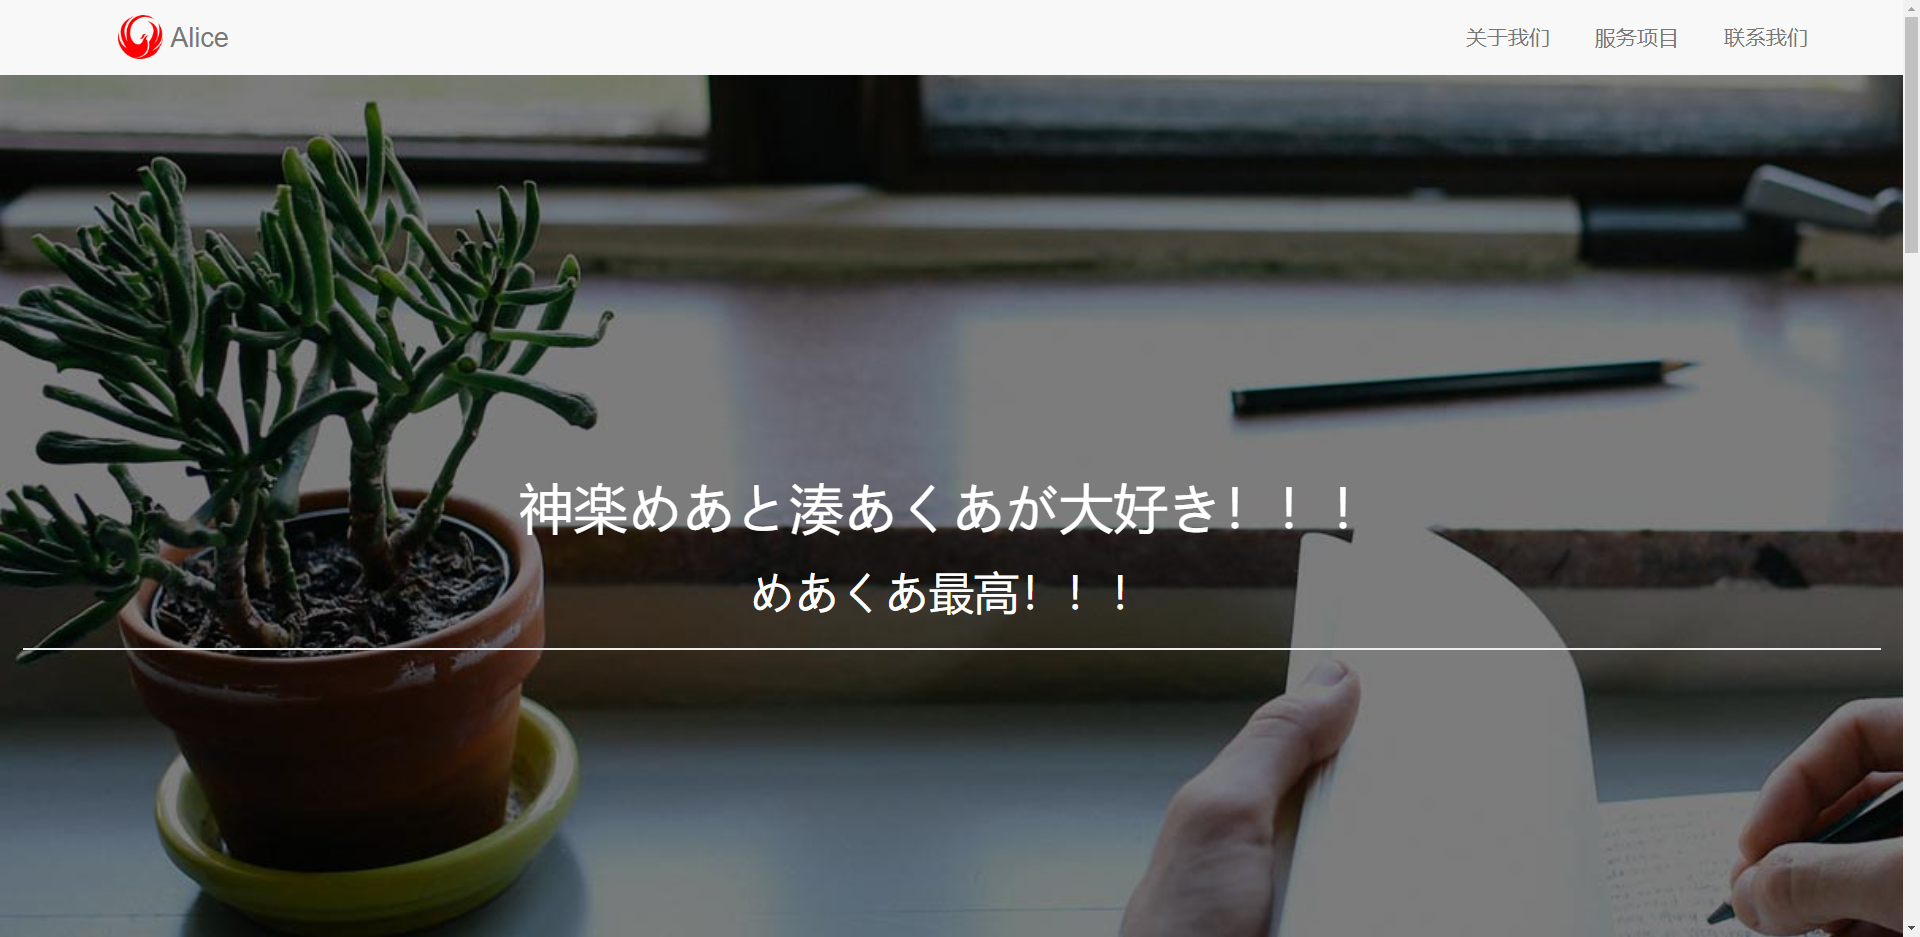 Alice
关于我们 服务项目 联系我们
神楽めあと湊あくあが大好き！！！
めあくあ最高！！！